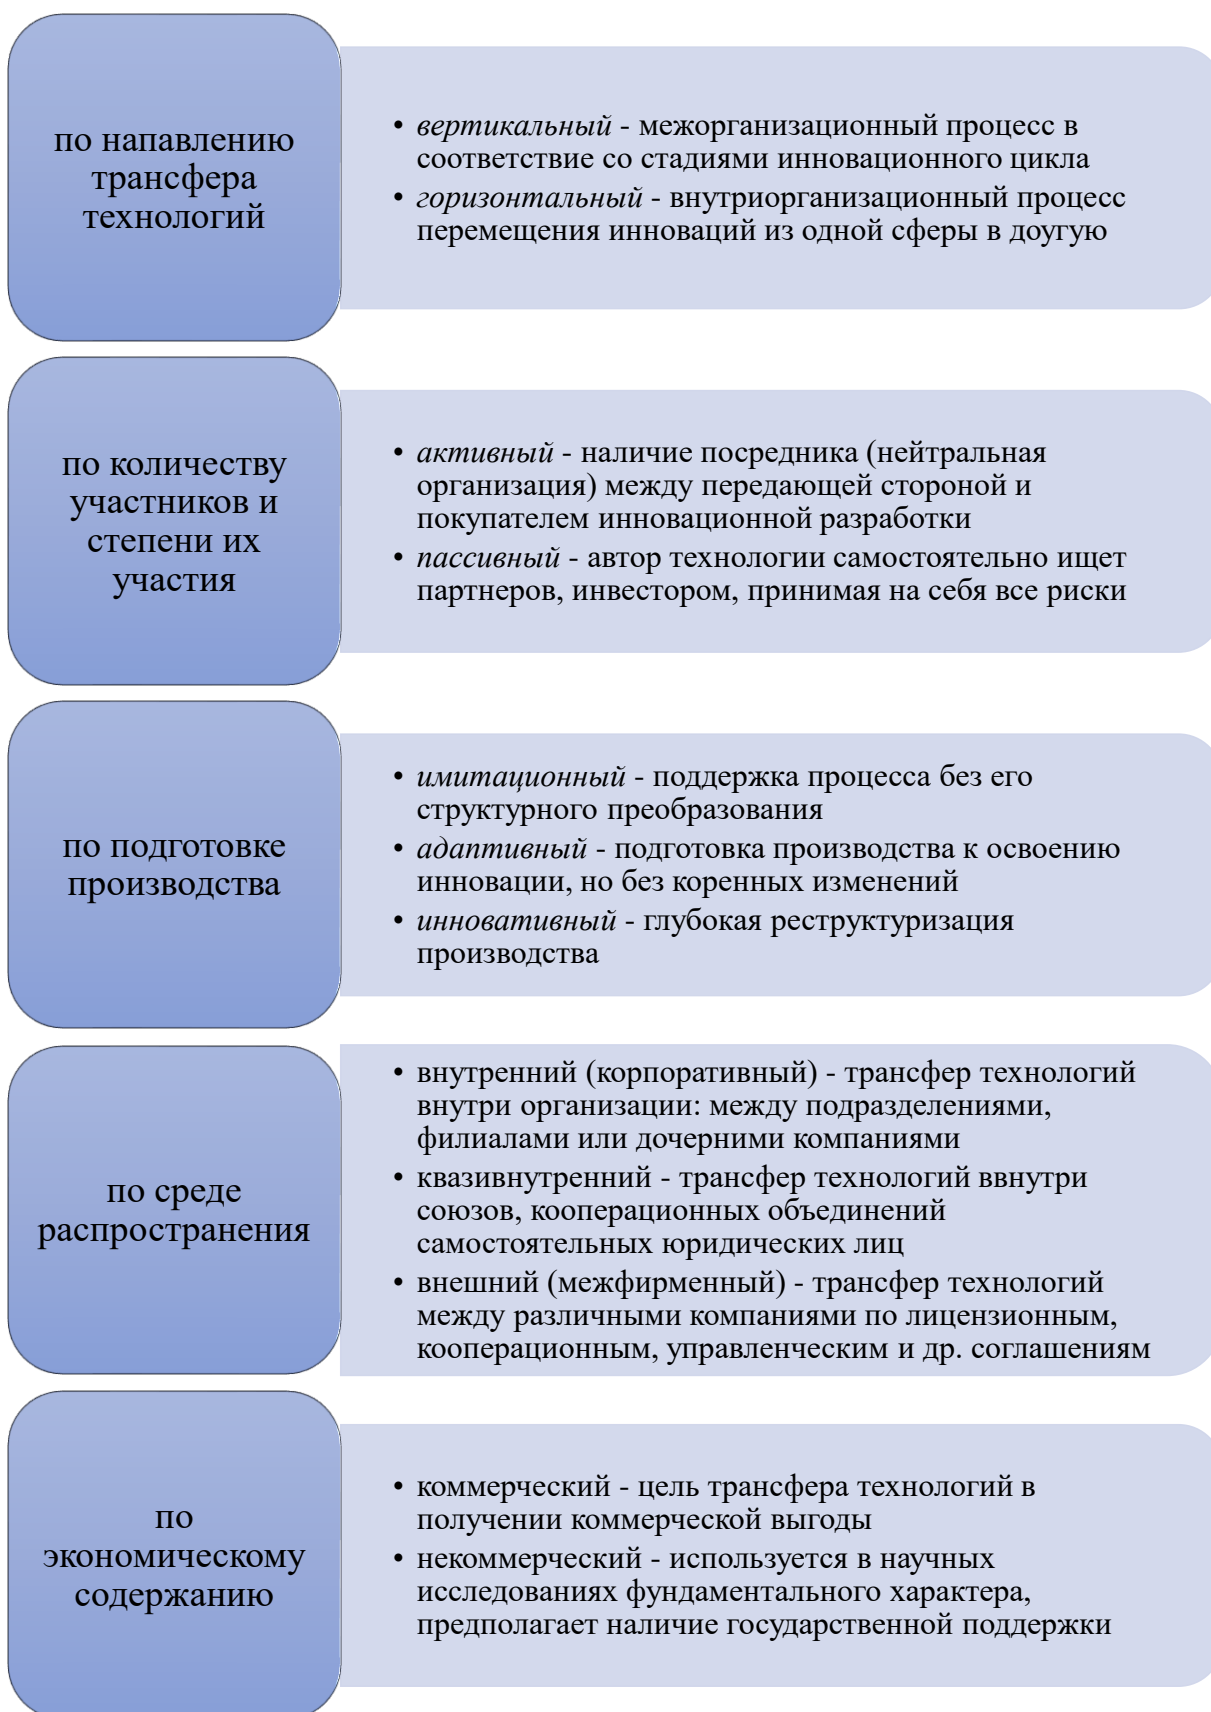 по напавлению
трансфера
технологий
• вертикальный - межорганизационный процесс в
соответствие со стадиями инновационного цикла
• горизонтальный - внутриорганизационный процесс
перемещения инноваций из одной сферы в доугую
по количеству
участников и
степени их
участия
• активный - наличие посредника (нейтральная
организация) между передающей стороной и
покупателем инновационной разработки
• пассивный - автор технологии самостоятельно ищет
партнеров, инвестором, принимая на себя все риски
по подготовке
производства
• имитационный - поддержка процесса без его
структурного преобразования
• адаптивный - подготовка производства к освоению
инновации, но без коренных изменений
• инновативный - глубокая реструктуризация
производства
по среде
распространения
• внутренний (корпоративный) - трансфер технологий
внутри организации: между подразделениями,
филиалами или дочерними компаниями
• квазивнутренний - трансфер технологий ввнутри
союзов, кооперационных объединений
самостоятельных юридических лиц
• внешний (межфирменный) - трансфер технологий
между различными компаниями по лицензионным,
кооперационным, управленческим и др. соглашениям
по
экономическому
содержанию
• коммерческий - цель трансфера технологий в
получении коммерческой выгоды
• некоммерческий - используется в научных
исследованиях фундаментального характера,
предполагает наличие государственной поддержки